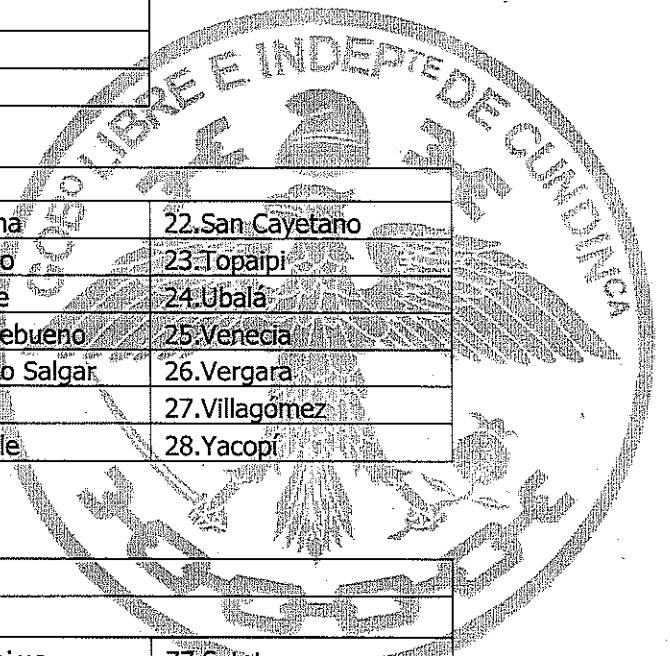 GOBNO LIBRE E INDEPTE DE CUNDINCA
na 22.San Cayetano
o 23.Topaipi
e 24.Ubalá
ebueno 25.Venecia
o Salgar 26.Vergara
27.Villagómez
le 28.Yacopí